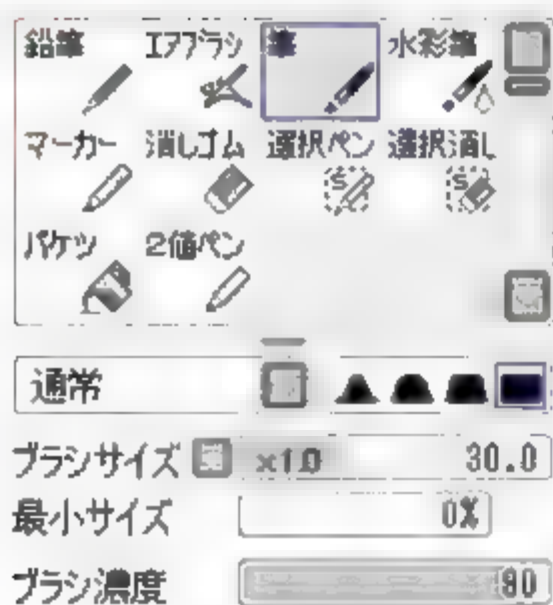 鉛筆 エアブラシ 筆 水彩筆
マーカー 消しゴム 選択ペン 選択消し
バケツ 2値ペン
通常
ブラシサイズ x1.0 30.0
最小サイズ 0%
ブラシ濃度 80